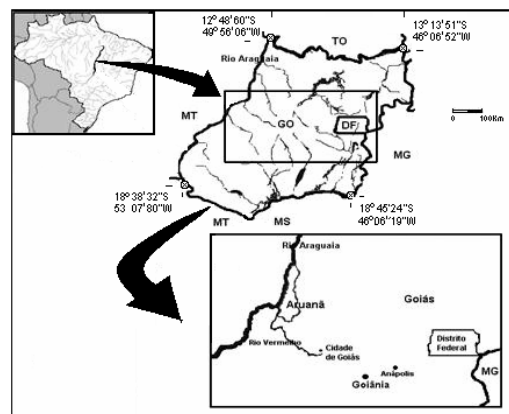 12° 48'60"S
49° 56'06"W
13° 13'51"S
46° 06'52"W
TO
Rio Araguaia
MT
GO
DF
0 100Km
MG
18° 38'32"S
53 07'80"W
MT
MS
18° 45'24"S
46° 06'19"W
Rio Araguaia
Aruanã
Goiás
Rio Vermelho
Cidade
de Goiás
Distrito
Federal
Anápolis
Goiânia
MG